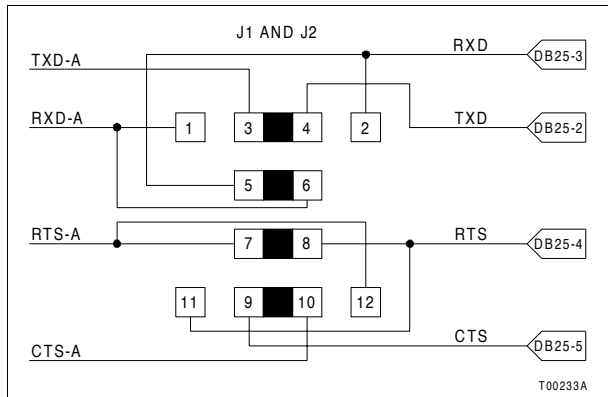 J1 AND J2
TXD-A
RXD
DB25-3
RXD-A
1
3
4
2
TXD
DB25-2
5
6
RTS-A
7
8
RTS
DB25-4
11
9
10
12
CTS-A
CTS
DB25-5
T00233A